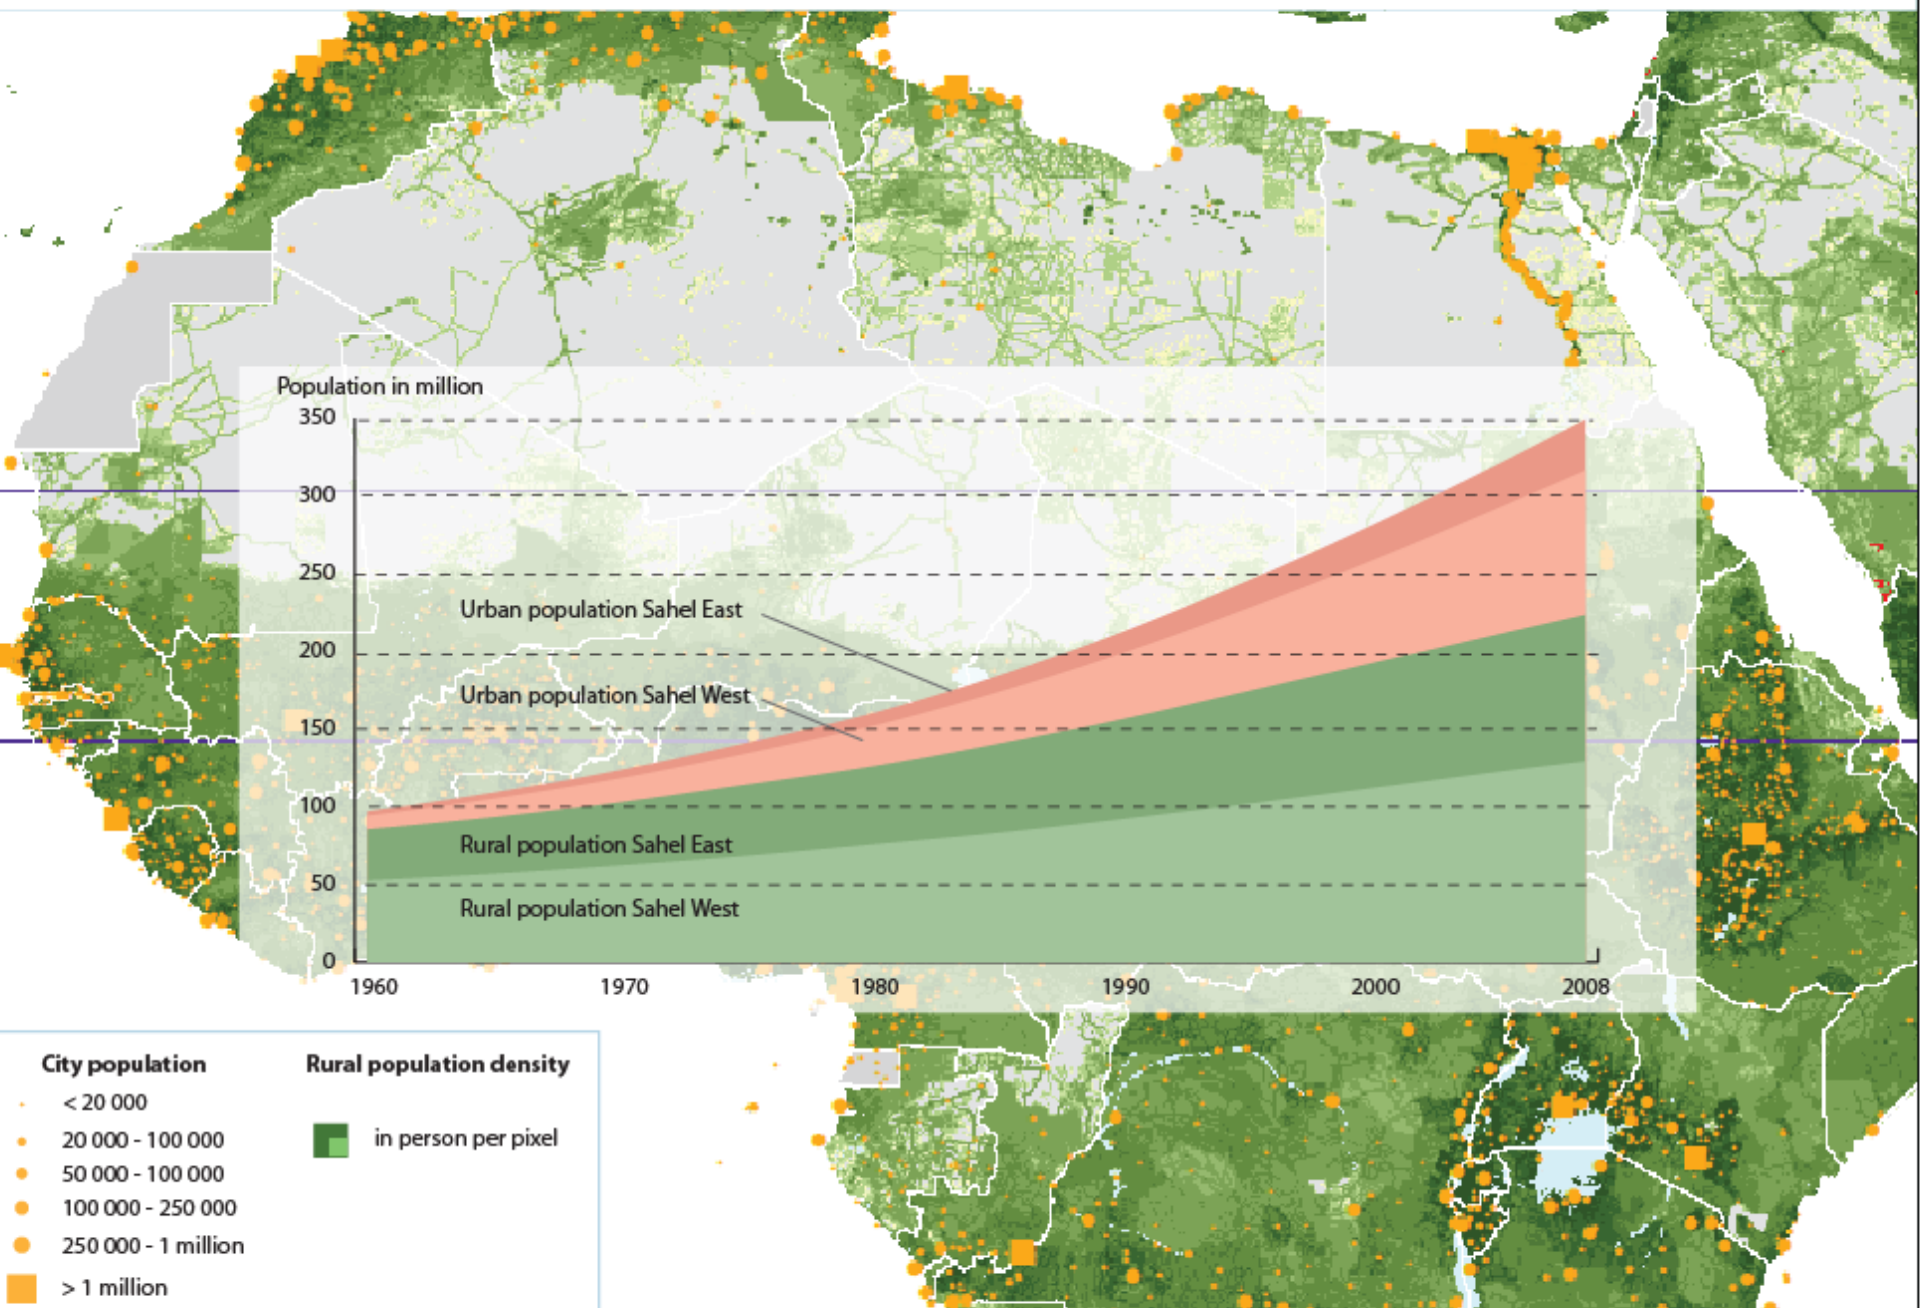 Population in million
350
300
250
200
150
100
50
0
Urban population Sahel East
Urban population Sahel West
Rural population Sahel East
Rural population Sahel West
1960 1970 1980 1990 2000 2008
City population
< 20 000
20 000 - 100 000
50 000 - 100 000
100 000 - 250 000
250 000 - 1 million
> 1 million
Rural population density
in person per pixel